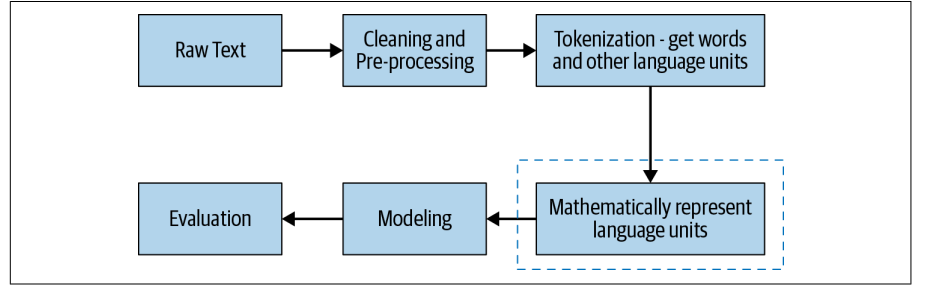 Raw Text
Cleaning and
Pre-processing
Tokenization - get words
and other language units
Mathematically represent
language units
Modeling
Evaluation